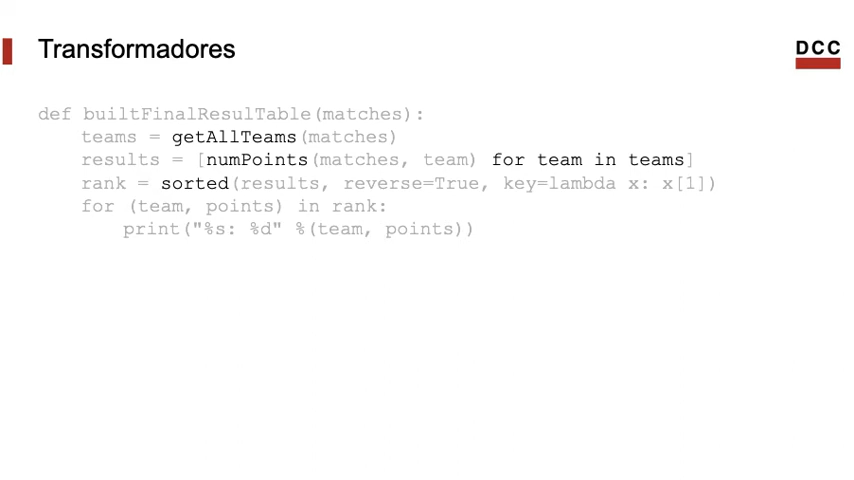 Transformadores
DCC
def builtFinalResulTable(matches):
teams = getAllTeams(matches)
results = [numPoints(matches, team) for team in teams]
rank = sorted(results, reverse=True, key=lambda x: x[1])
for (team, points) in rank:
print("%s: %d" %(team, points))